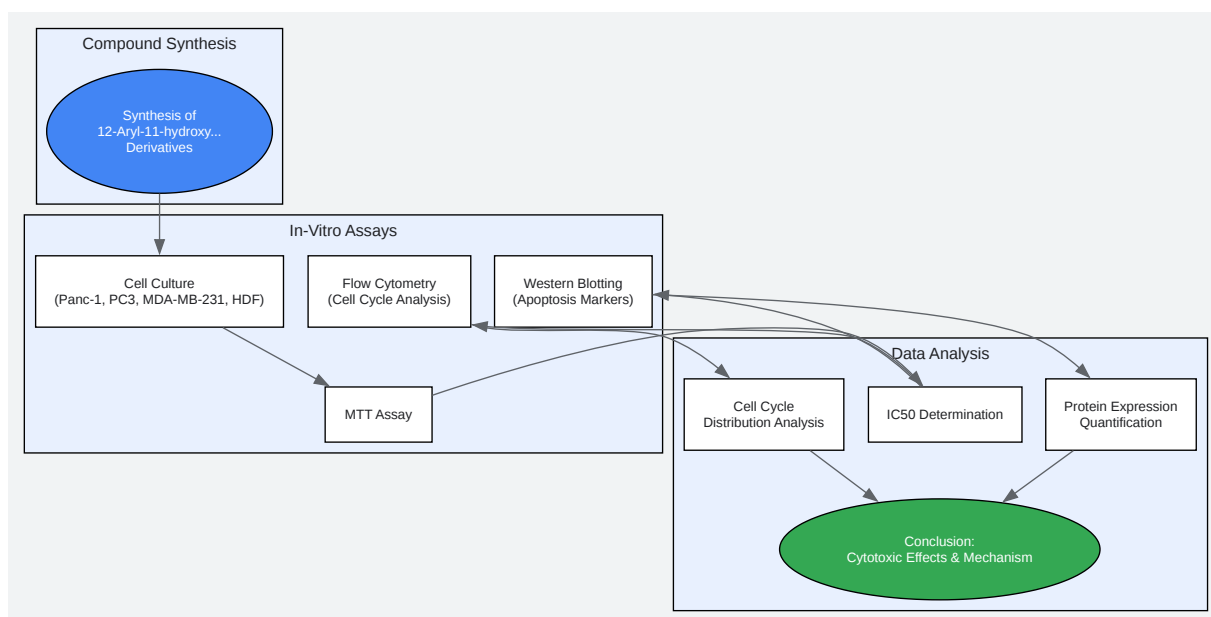 Compound Synthesis
Synthesis of
12-Aryl-11-hydroxy...
Derivatives
In-Vitro Assays
Cell Culture
(Panc-1, PC3, MDA-MB-231, HDF)
Flow Cytometry
(Cell Cycle Analysis)
Western Blotting
(Apoptosis Markers)
MTT Assay
Data Analysis
Cell Cycle
Distribution Analysis
IC50 Determination
Protein Expression
Quantification
Conclusion:
Cytotoxic Effects & Mechanism